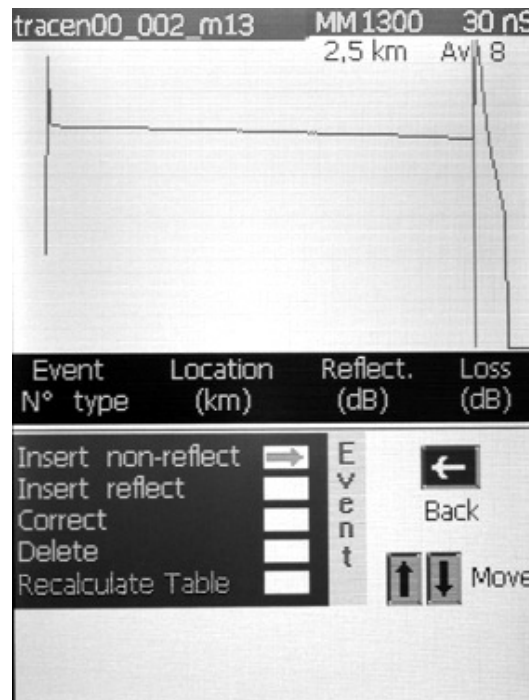 tracen00_002_m13 MM1300 30 nS
2,5 km Av 8
Event Location Reflect. Loss
N° type (km) (dB) (dB)
Insert non-reflect
Insert reflect
Correct
Delete
Recalculate Table
Event
Back
Move